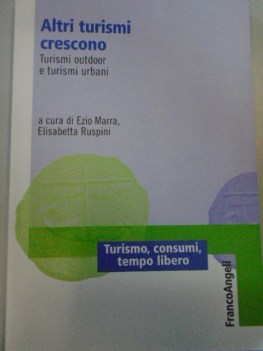 Altri turismi
crescono
Turismi outdoor
e turismi urbani
a cura di Ezio Marra,
Elisabetta Ruspini
Turismo, consumi,
tempo libero
FrancoAngeli